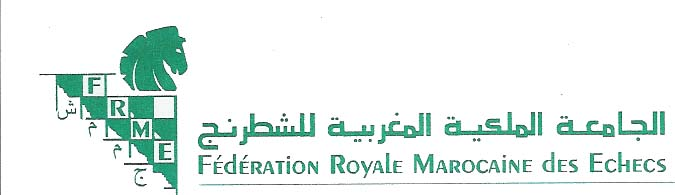 F
R
M
E
ش
م
م
ج
الجامعة الملكية المغربية للشطرنج
FÉDÉRATION ROYALE MAROCAINE DES ECHECS